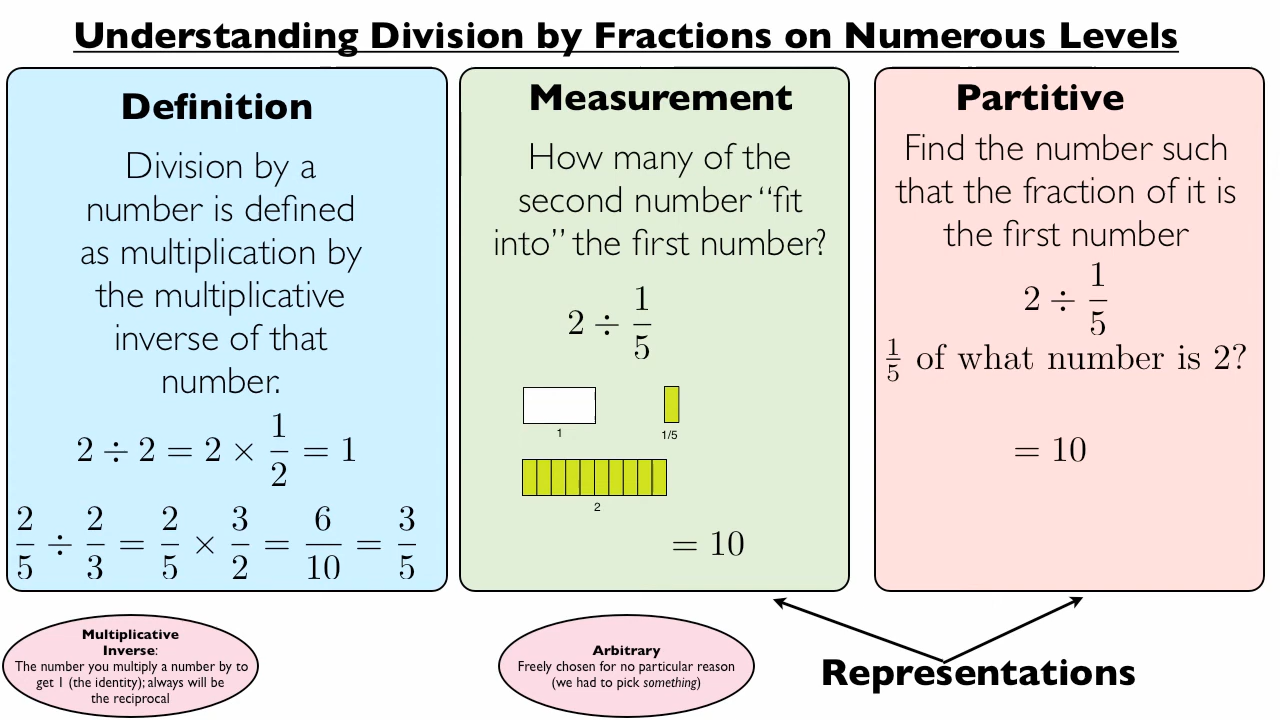 Understanding Division by Fractions on Numerous Levels
Definition
Division by a
number is defined
as multiplication by
the multiplicative
inverse of that
number.
2 ÷ 2 = 2 × 1/2 = 1
2/5 ÷ 2/3 = 2/5 × 3/2 = 6/10 = 3/5
Measurement
How many of the
second number “fit
into” the first number?
2 ÷ 1/5
1
1/5
2
= 10
Partitive
Find the number such
that the fraction of it is
the first number
2 ÷ 1/5
1/5 of what number is 2?
= 10
Multiplicative
Inverse:
The number you multiply a number by to
get 1 (the identity); always will be
the reciprocal
Arbitrary
Freely chosen for no particular reason
(we had to pick something)
Representations